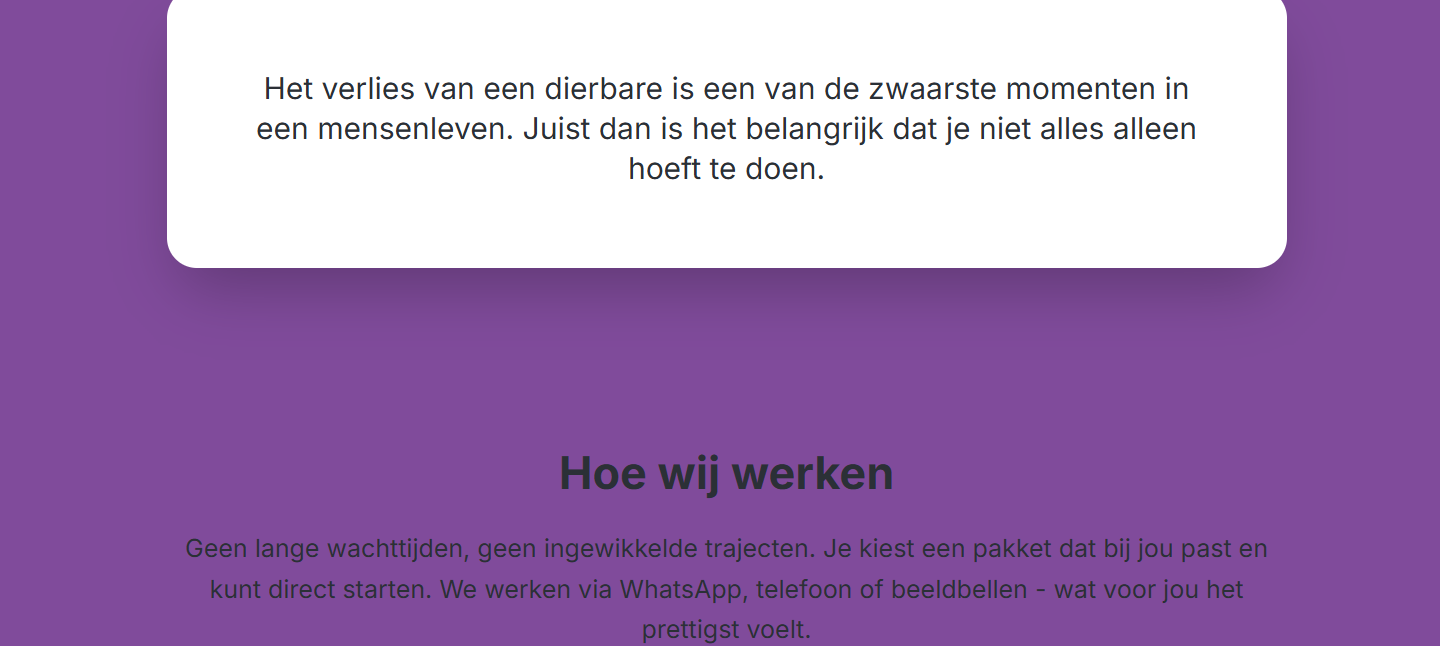 Het verlies van een dierbare is een van de zwaarste momenten in
een mensenleven. Juist dan is het belangrijk dat je niet alles alleen
hoeft te doen.
Hoe wij werken
Geen lange wachttijden, geen ingewikkelde trajecten. Je kiest een pakket dat bij jou past en
kunt direct starten. We werken via WhatsApp, telefoon of beeldbellen - wat voor jou het
prettigst voelt.